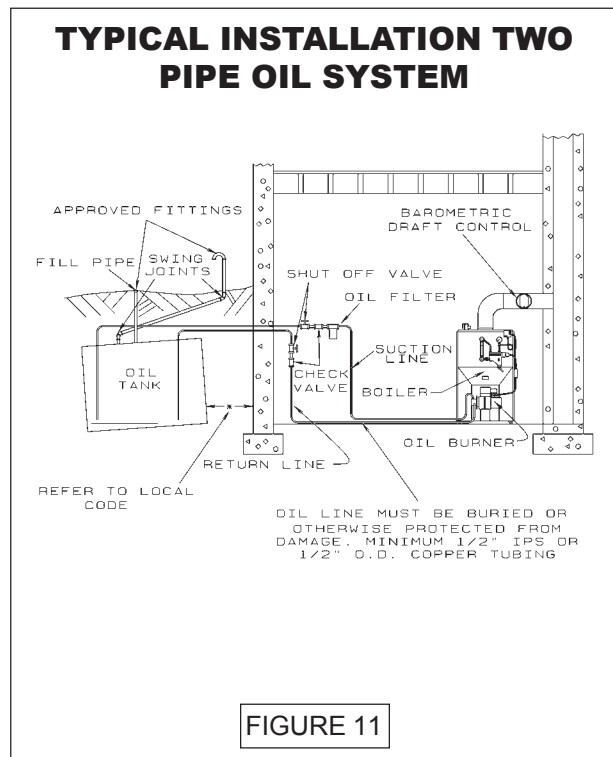 TYPICAL INSTALLATION TWO
PIPE OIL SYSTEM
APPROVED FITTINGS
FILL PIPE
SWING
JOINTS
BAROMETRIC
DRAFT CONTROL
SHUT OFF VALVE
OIL FILTER
OIL
TANK
SUCTION
LINE
CHECK
VALVE
BOILER
OIL BURNER
RETURN LINE
REFER TO LOCAL
CODE
OIL LINE MUST BE BURIED OR
OTHERWISE PROTECTED FROM
DAMAGE. MINIMUM 1/2" IPS OR
1/2" O.D. COPPER TUBING
FIGURE 11